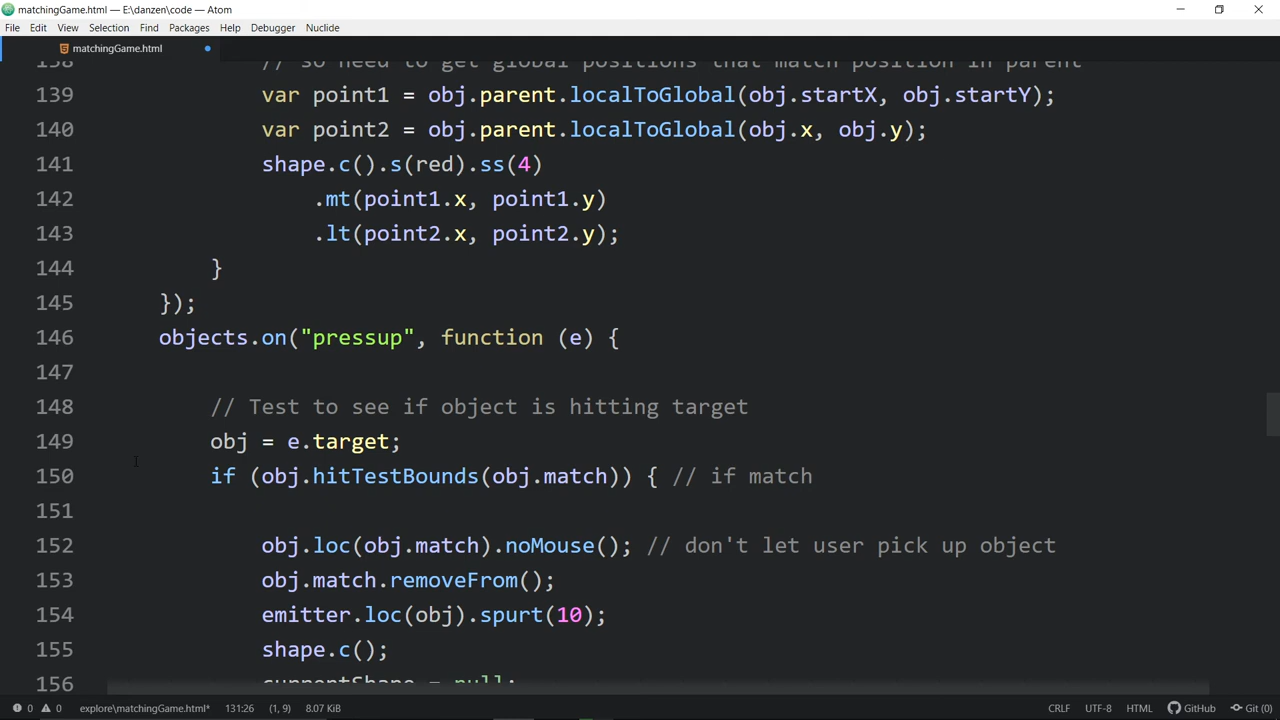 matchingGame.html — E:\danzen\code — Atom
File Edit View Selection Find Packages Help Debugger Nuclide
matchingGame.html
138 // so need to get global positions that match position in parent
139 var point1 = obj.parent.localToGlobal(obj.startX, obj.startY);
140 var point2 = obj.parent.localToGlobal(obj.x, obj.y);
141 shape.c().s(red).ss(4)
142 .mt(point1.x, point1.y)
143 .lt(point2.x, point2.y);
144 }
145 });
146 objects.on("pressup", function (e) {
147
148 // Test to see if object is hitting target
149 obj = e.target;
150 if (obj.hitTestBounds(obj.match)) { // if match
151
152 obj.loc(obj.match).noMouse(); // don't let user pick up object
153 obj.match.removeFrom();
154 emitter.loc(obj).spurt(10);
155 shape.c();
156 currentShape = null;
0 0 explore\matchingGame.html* 131:26 (1, 9) 8.07 KiB CRLF UTF-8 HTML GitHub Git (0)